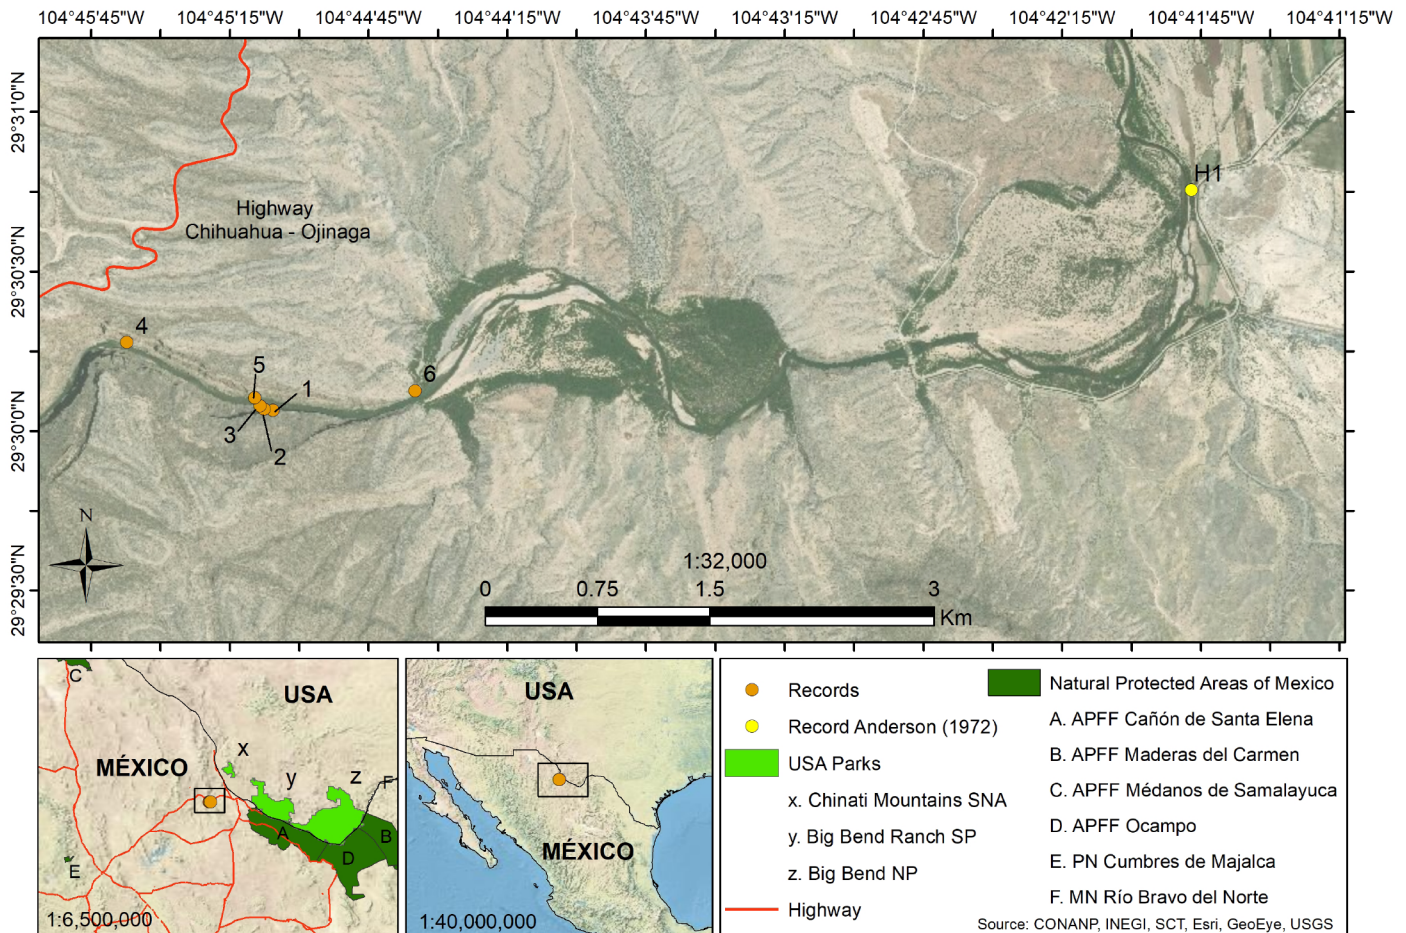 104°45'45"W 104°45'15"W 104°44'45"W 104°44'15"W 104°43'45"W 104°43'15"W 104°42'45"W 104°42'15"W 104°41'45"W 104°41'15"W
29°31'0"N
29°30'30"N
29°30'0"N
29°29'30"N
H1
Highway
Chihuahua - Ojinaga
4
5
1
6
3
2
N
1:32,000
0 0.75 1.5 3
Km
C
USA
x
MÉXICO
y
z
F
A
B
D
E
1:6,500,000
USA
MÉXICO
1:40,000,000
Records
Record Anderson (1972)
USA Parks
x. Chinati Mountains SNA
y. Big Bend Ranch SP
z. Big Bend NP
Highway
Natural Protected Areas of Mexico
A. APFF Cañón de Santa Elena
B. APFF Maderas del Carmen
C. APFF Médanos de Samalayuca
D. APFF Ocampo
E. PN Cumbres de Majalca
F. MN Río Bravo del Norte
Source: CONANP, INEGI, SCT, Esri, GeoEye, USGS